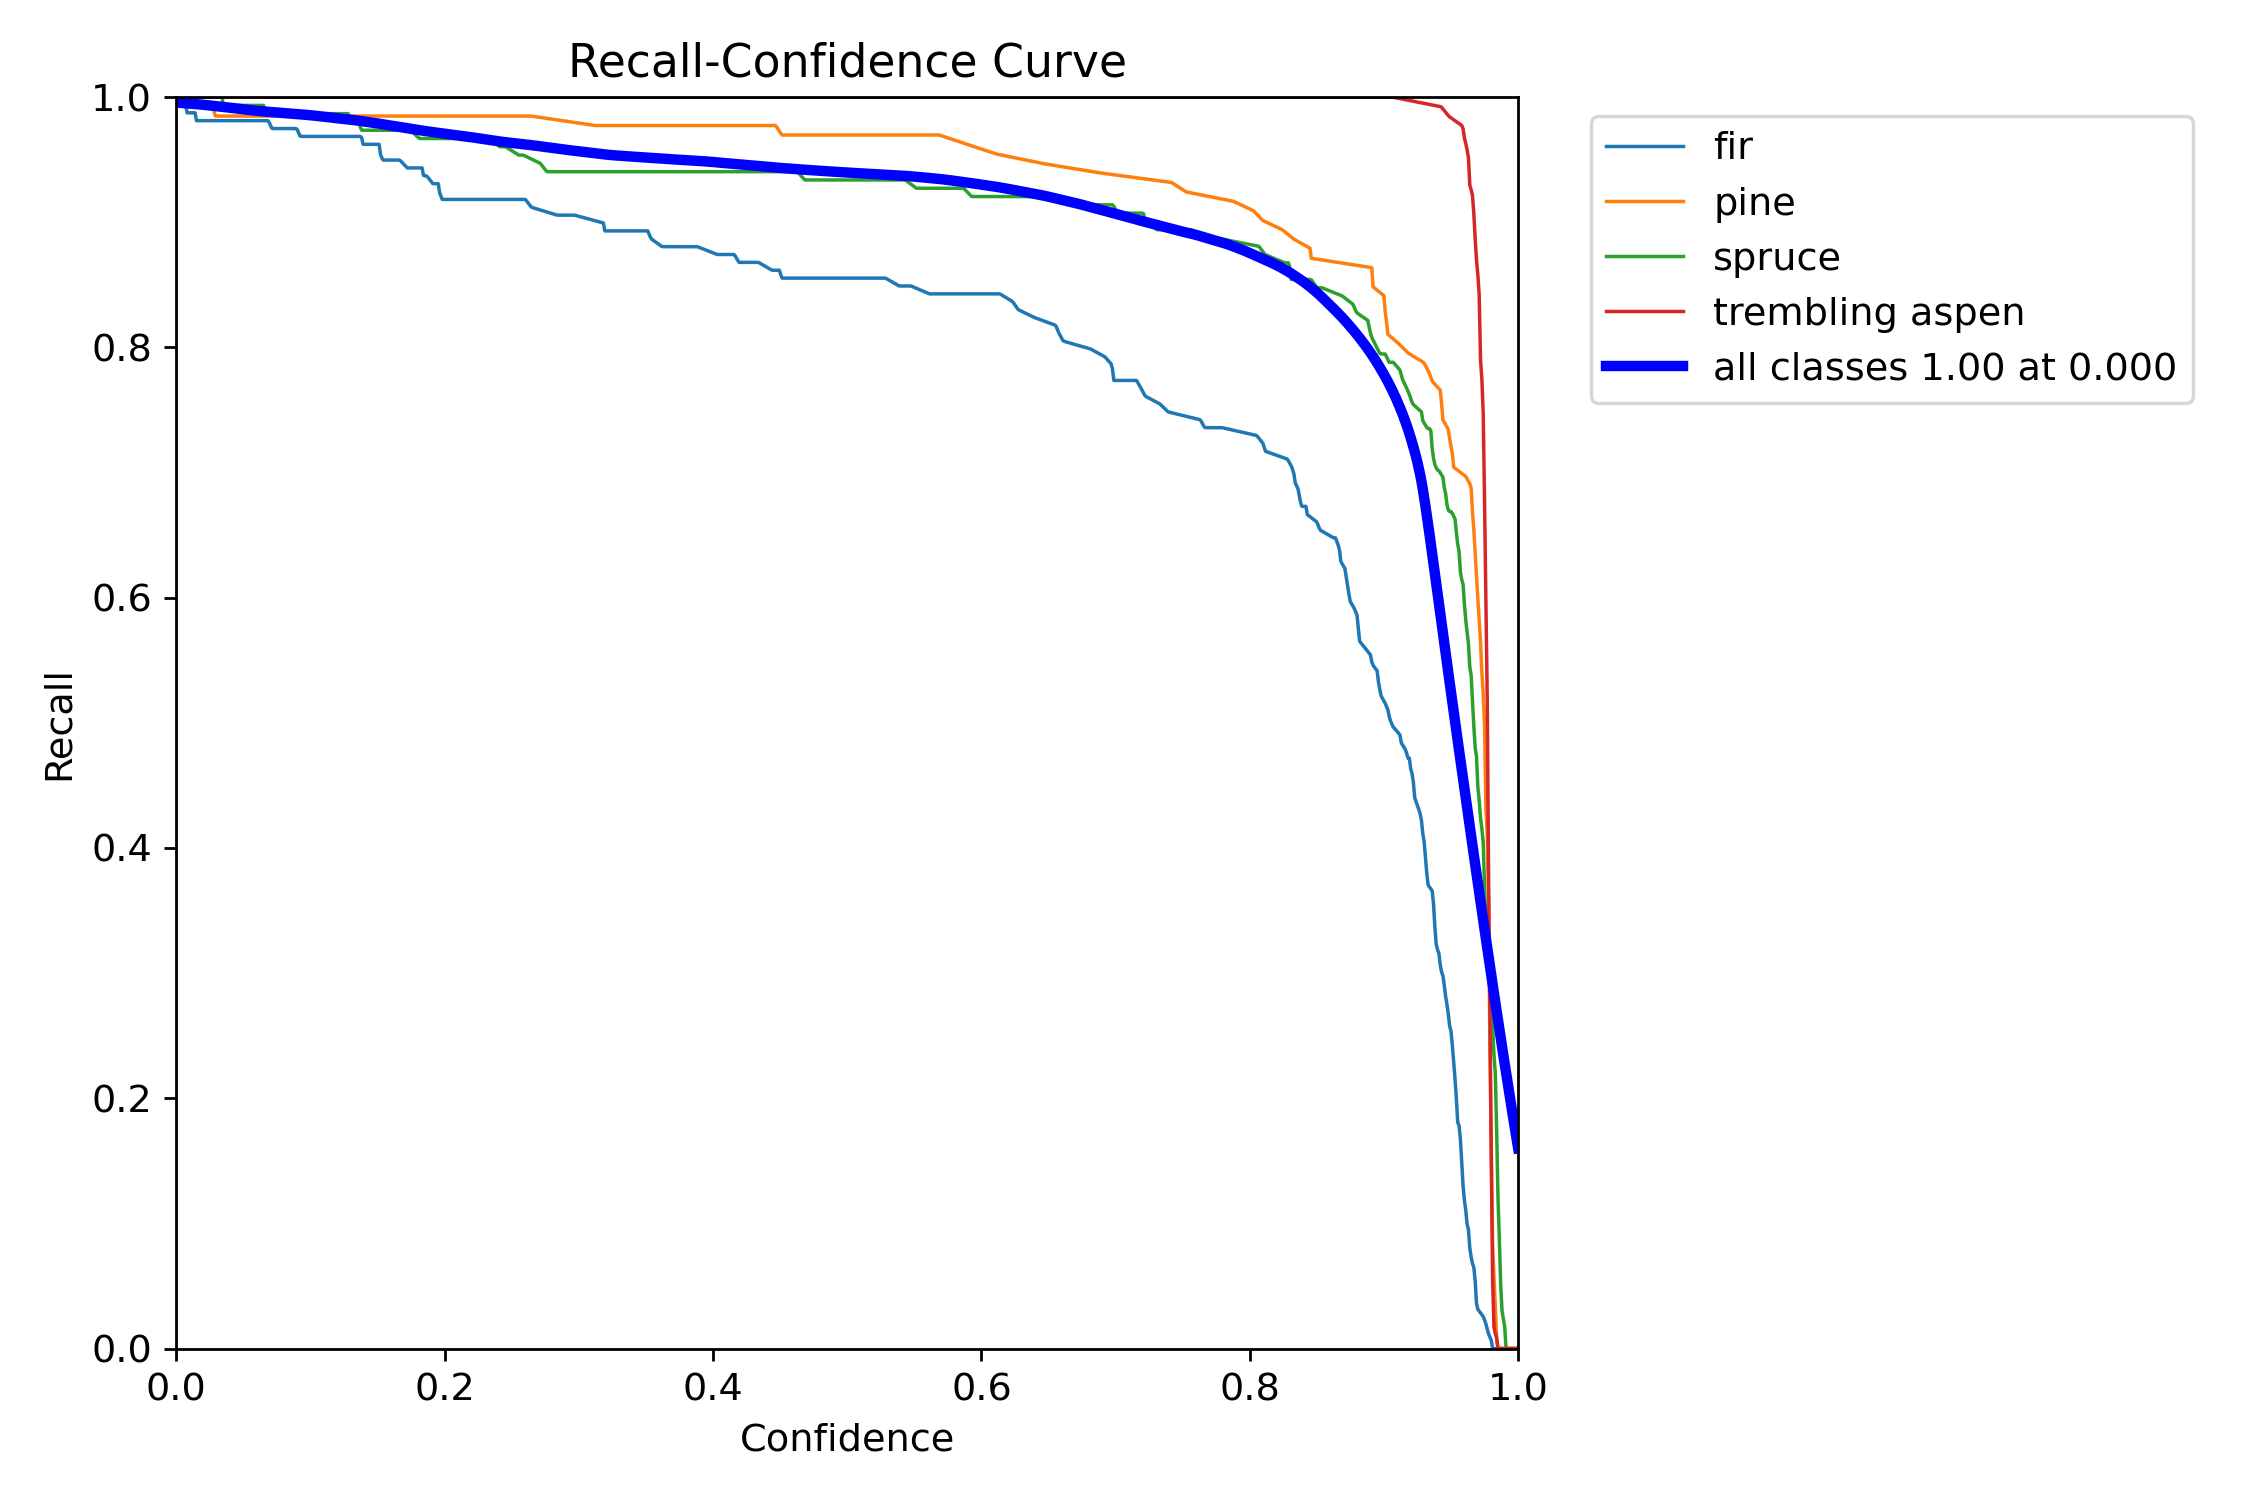 Recall-Confidence Curve
1.0
0.8
0.6
0.4
0.2
0.0
Recall
0.0 0.2 0.4 0.6 0.8 1.0
Confidence
fir
pine
spruce
trembling aspen
all classes 1.00 at 0.000